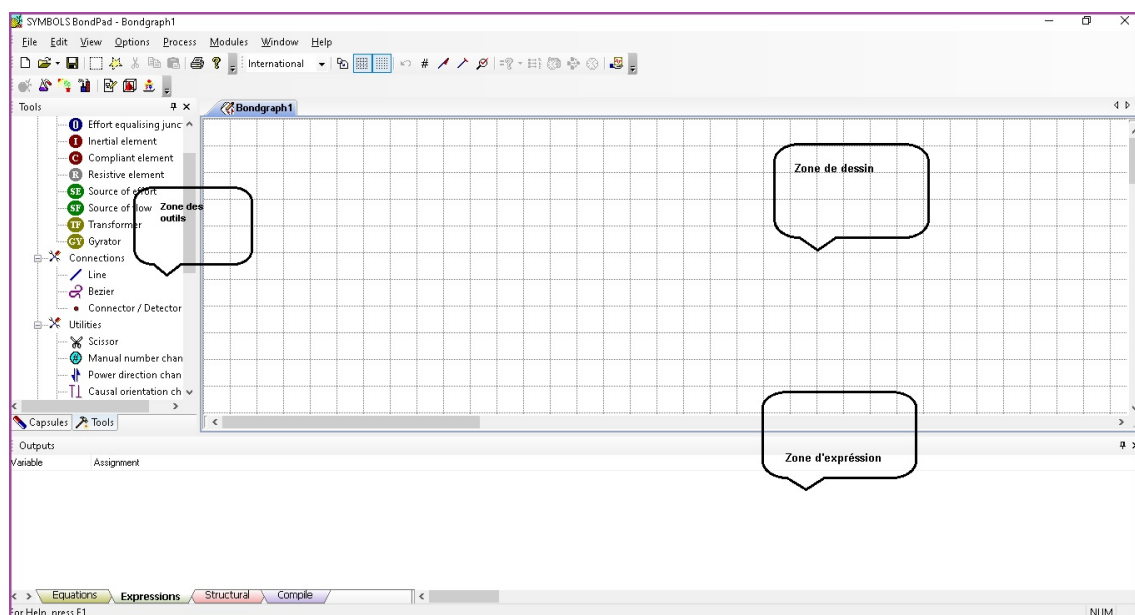 SYMBOLS BondPad - Bondgraph1
File Edit View Options Process Modules Window Help
International
Tools
Bondgraph1
Effort equalising junc
Inertial element
Compliant element
Resistive element
Source of effort
Source of flow
Transformer
Gyrator
Connections
Line
Bezier
Connector / Detector
Utilities
Scissor
Manual number chan
Power direction chan
Causal orientation ch
Capsules Tools
Zone des
outils
Zone de dessin
Zone d'expréssion
Outputs
Variable Assignment
Equations Expressions Structural Compile
For Help, press F1
NUM